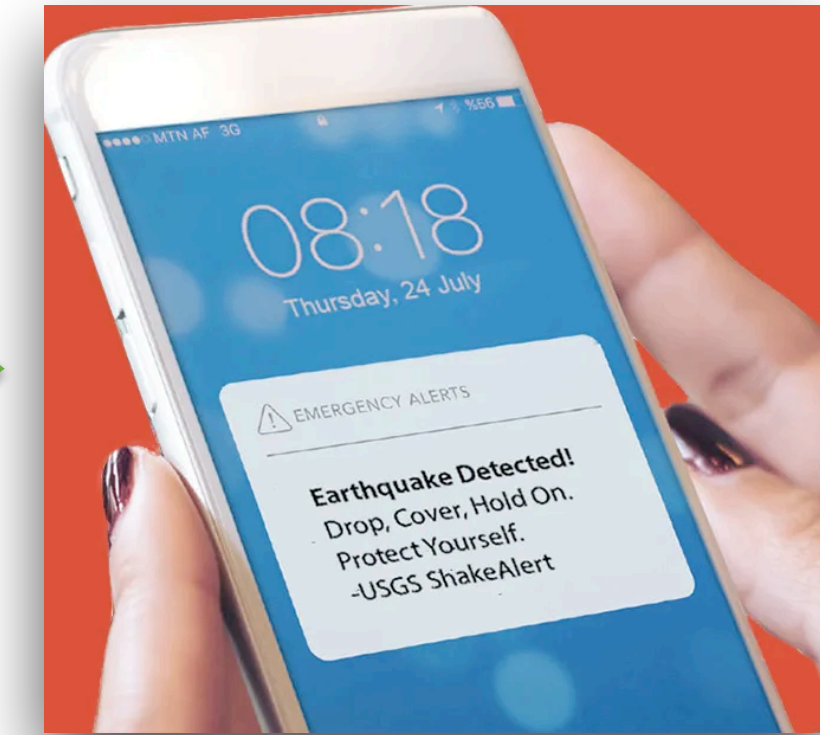 MTN AF 3G %56
08:18
Thursday, 24 July
EMERGENCY ALERTS
Earthquake Detected!
Drop, Cover, Hold On.
Protect Yourself.
-USGS ShakeAlert